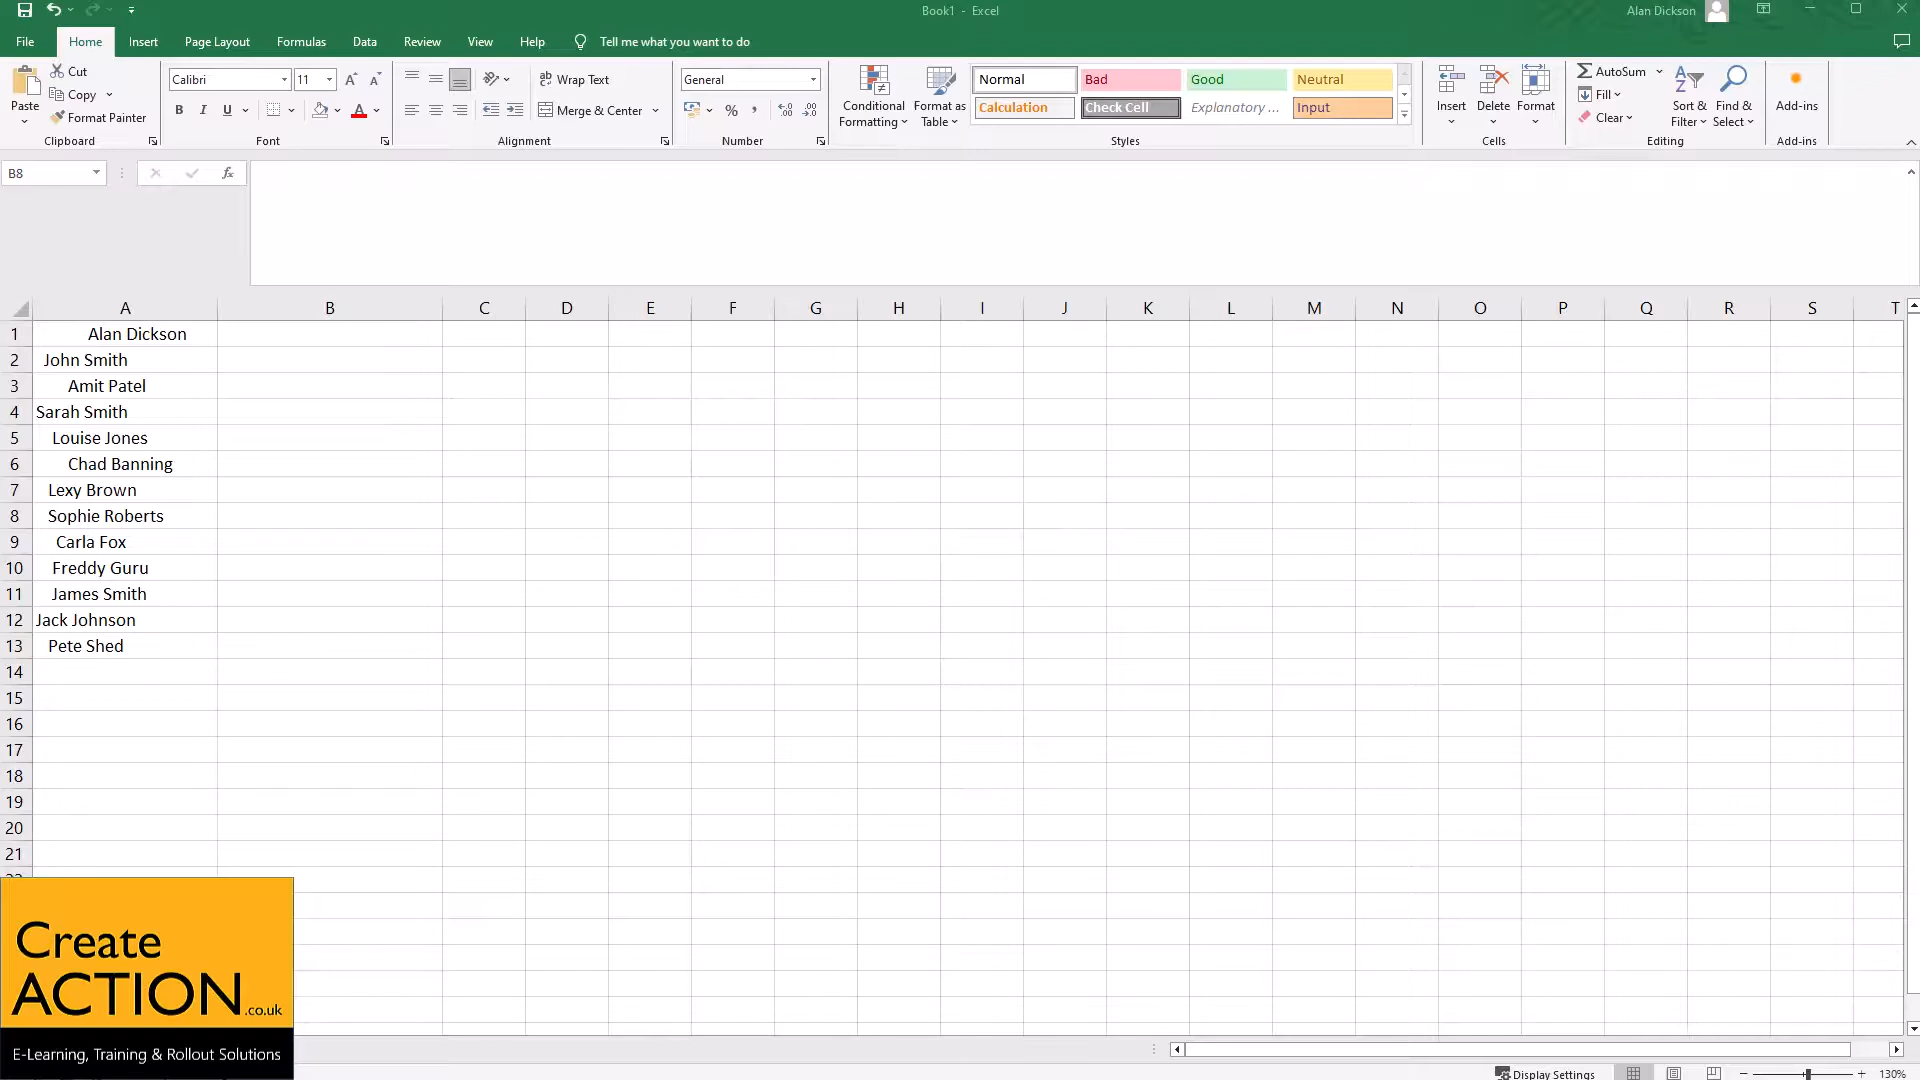 Book1 - Excel
Alan Dickson
File Home Insert Page Layout Formulas Data Review View Help Tell me what you want to do
Paste
Cut
Copy
Format Painter
Clipboard
Calibri 11
B I U
Font
ab Wrap Text
Merge & Center
Alignment
General
%
Number
Conditional Formatting
Format as Table
Normal Bad Good Neutral
Calculation Check Cell Explanatory ... Input
Styles
Insert Delete Format
Cells
AutoSum
Fill
Clear
Sort & Filter
Find & Select
Editing
Add-ins
Add-ins
B8
fx
A B C D E F G H I J K L M N O P Q R S T
1 Alan Dickson
2 John Smith
3 Amit Patel
4 Sarah Smith
5 Louise Jones
6 Chad Banning
7 Lexy Brown
8 Sophie Roberts
9 Carla Fox
10 Freddy Guru
11 James Smith
12 Jack Johnson
13 Pete Shed
14
15
16
17
18
19
20
21
Create
ACTION.co.uk
E-Learning, Training & Rollout Solutions
Display Settings
130%